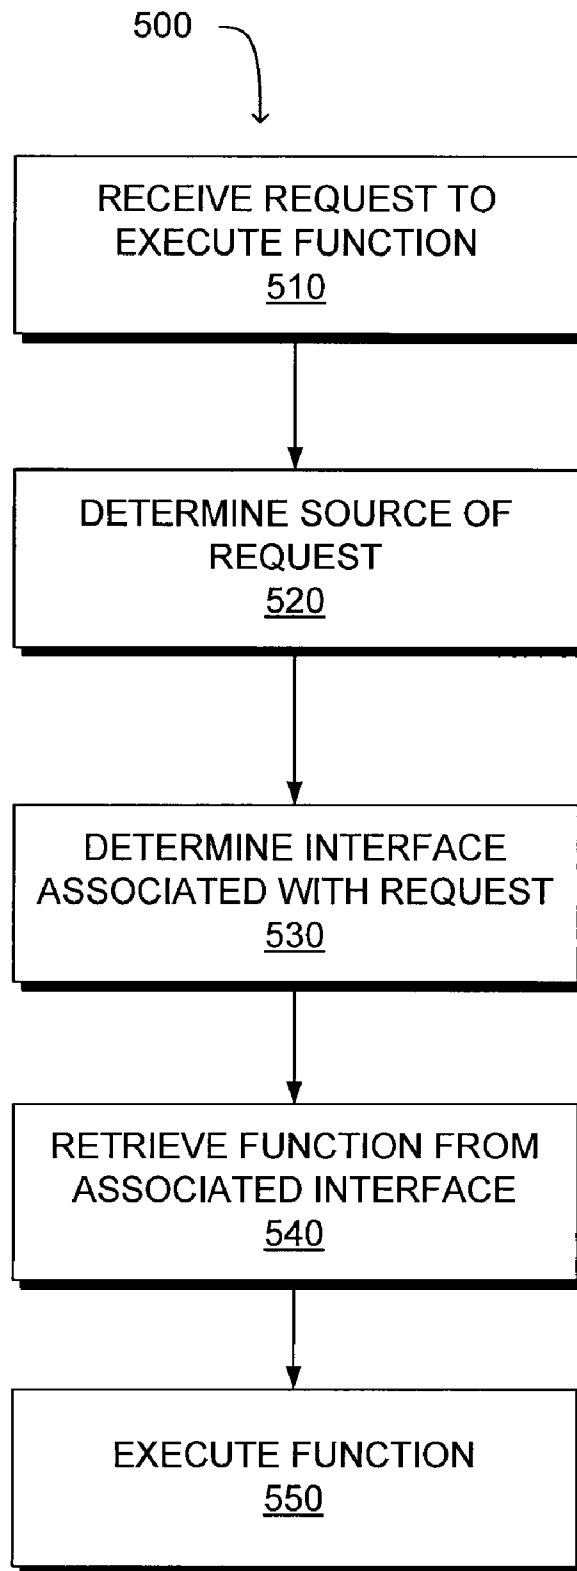 500
RECEIVE REQUEST TO
EXECUTE FUNCTION
510
DETERMINE SOURCE OF
REQUEST
520
DETERMINE INTERFACE
ASSOCIATED WITH REQUEST
530
RETRIEVE FUNCTION FROM
ASSOCIATED INTERFACE
540
EXECUTE FUNCTION
550